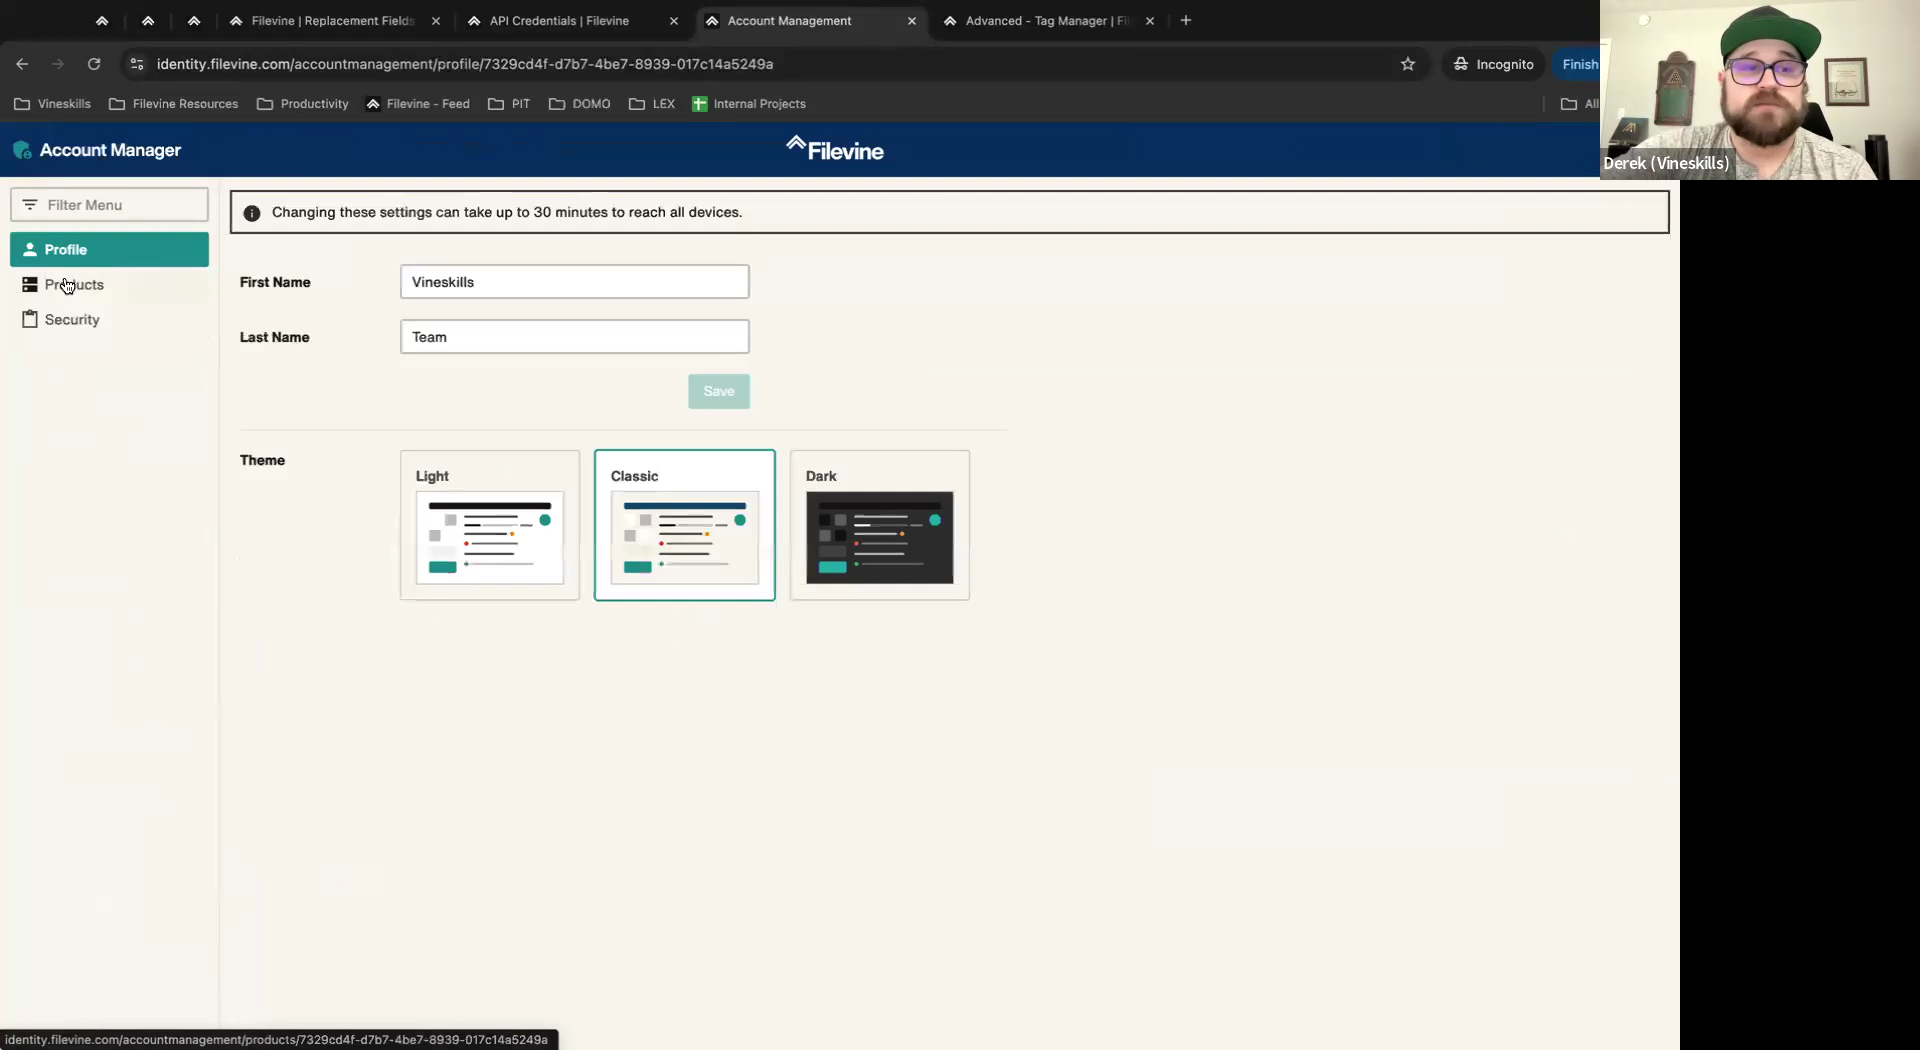 Filevine | Replacement Fields
API Credentials | Filevine
Account Management
Advanced - Tag Manager | Fi
identity.filevine.com/accountmanagement/profile/7329cd4f-d7b7-4be7-8939-017c14a5249a
Incognito
Finish
Vineskills
Filevine Resources
Productivity
Filevine - Feed
PIT
DOMO
LEX
Internal Projects
All
Derek (Vineskills)
Account Manager
Filevine
Filter Menu
Profile
Products
Security
Changing these settings can take up to 30 minutes to reach all devices.
First Name
Vineskills
Last Name
Team
Save
Theme
Light
Classic
Dark
identity.filevine.com/accountmanagement/products/7329cd4f-d7b7-4be7-8939-017c14a5249a